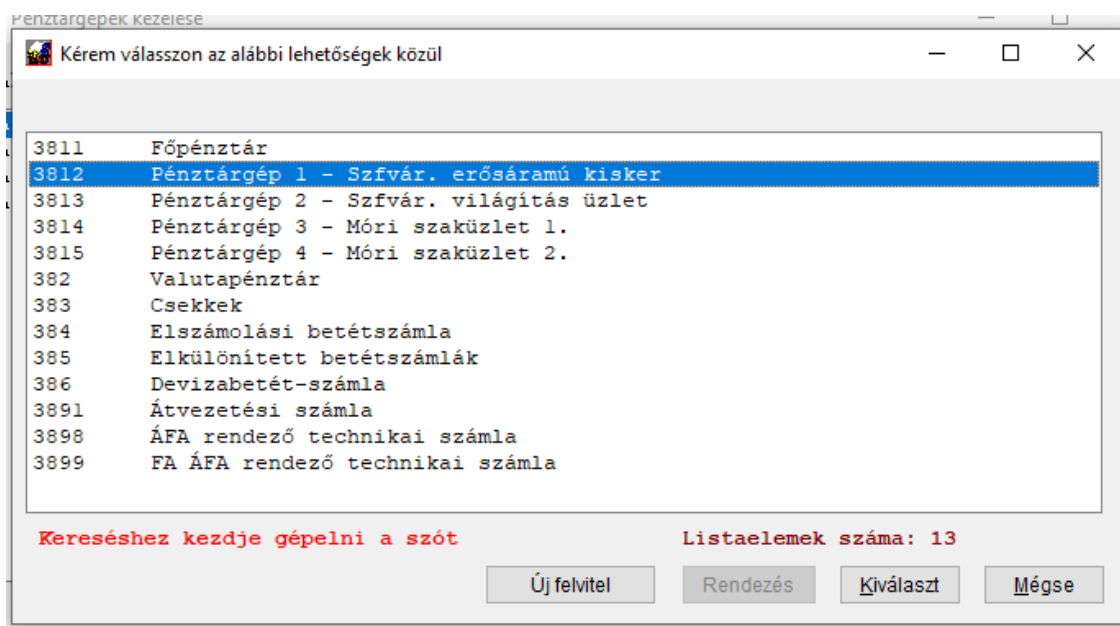 Pénztárgépek kezelése
Kérem válasszon az alábbi lehetőségek közül
3811 Főpénztár
3812 Pénztárgép 1 - Szfvár. erősáramú kisker
3813 Pénztárgép 2 - Szfvár. világítás üzlet
3814 Pénztárgép 3 - Móri szaküzlet 1.
3815 Pénztárgép 4 - Móri szaküzlet 2.
382 Valutapénztár
383 Csekkek
384 Elszámolási betétszámla
385 Elkülönített betétszámlák
386 Devizabetét-számla
3891 Átvezetési számla
3898 ÁFA rendező technikai számla
3899 FA ÁFA rendező technikai számla
Kereséshez kezdje gépelni a szót Listaelemek száma: 13
Új felvitel Rendezés Kiválaszt Mégse